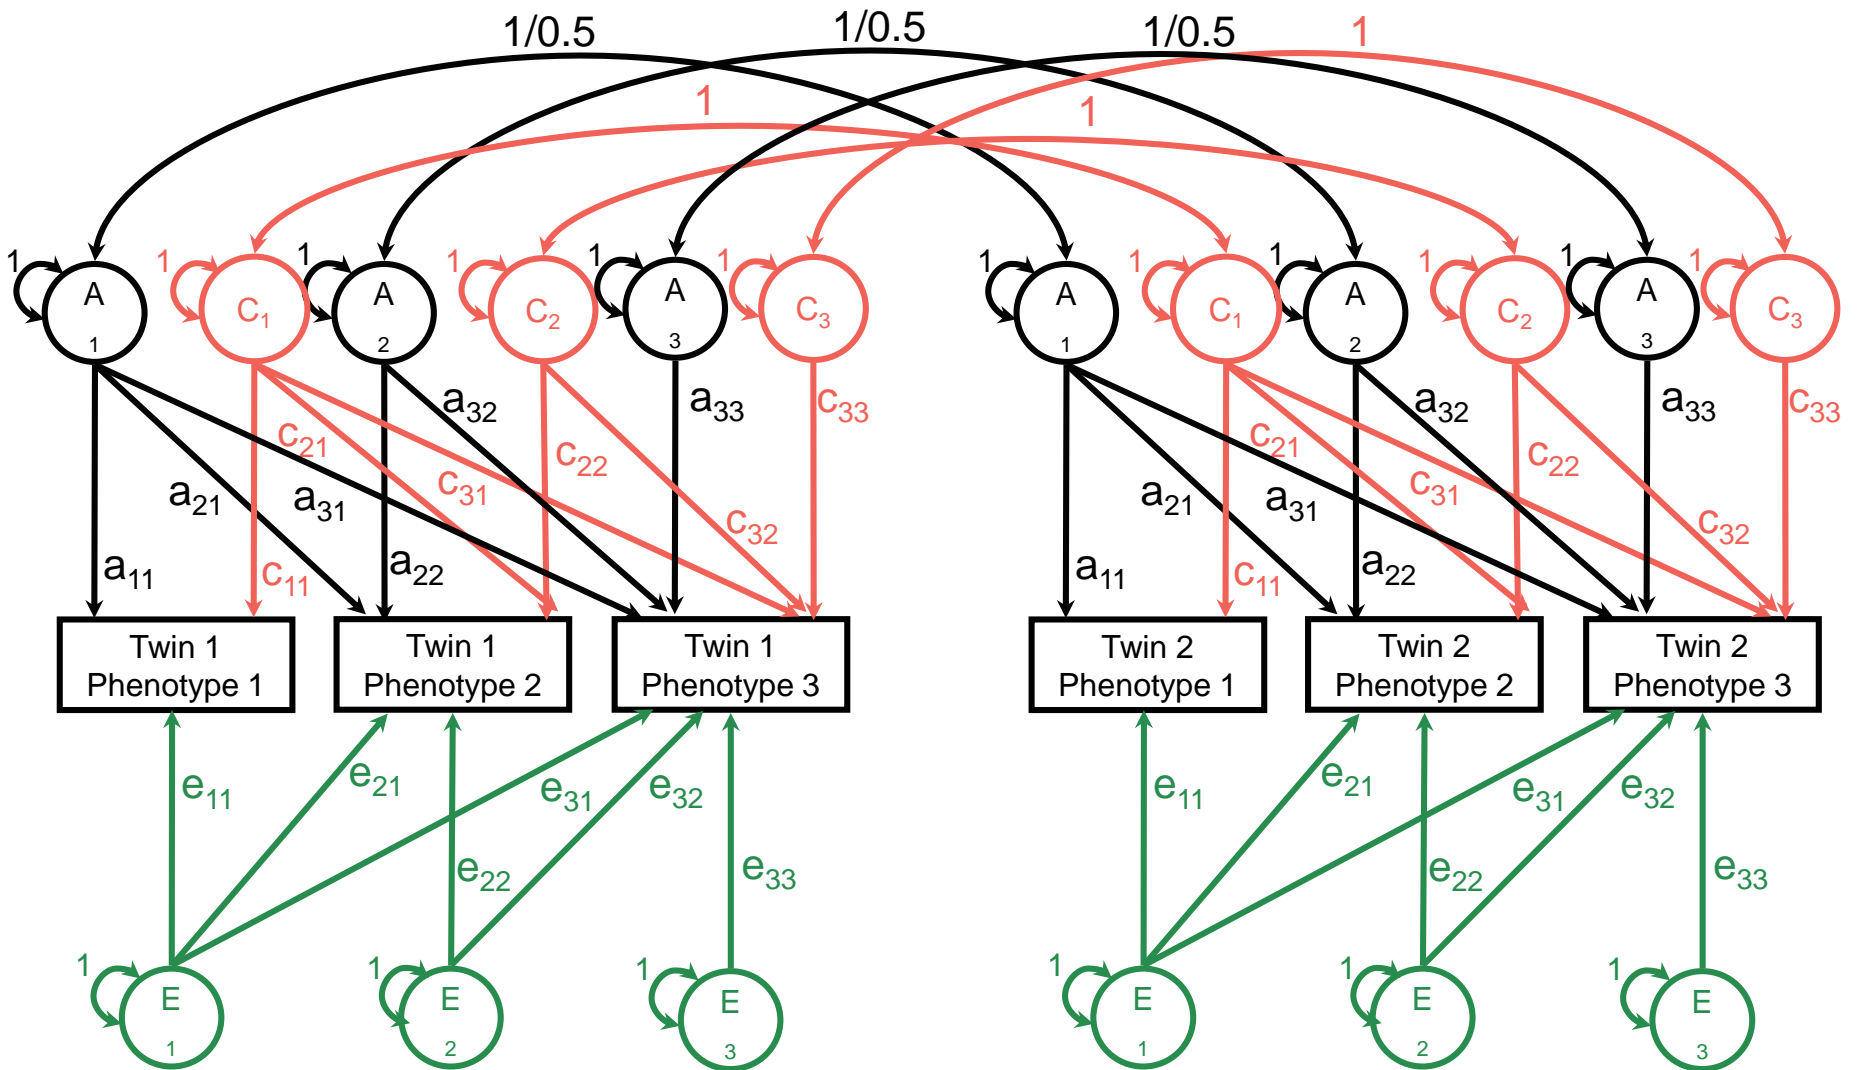 1/0.5 1/0.5 1/0.5 1
1 1
1 1 1 1 1 1 1 1 1 1 1 1
A C₁ A C₂ A C₃ A C₁ A C₂ A C₃
1 2 3 1 2 3
a₃₂ a₃₃ c₃₃ a₃₂ a₃₃ c₃₃
c₂₁ c₂₂ c₂₁ c₂₂
a₂₁ a₃₁ c₃₁ c₃₂ a₂₁ a₃₁ c₃₁ c₃₂
a₁₁ c₁₁ a₂₂ a₁₁ c₁₁ a₂₂
Twin 1 Twin 1 Twin 1 Twin 2 Twin 2 Twin 2
Phenotype 1 Phenotype 2 Phenotype 3 Phenotype 1 Phenotype 2 Phenotype 3
e₁₁ e₂₁ e₃₁ e₃₂ e₁₁ e₂₁ e₃₁ e₃₂
e₂₂ e₃₃ e₂₂ e₃₃
1 1 1 1 1 1
E E E E E E
1 2 3 1 2 3